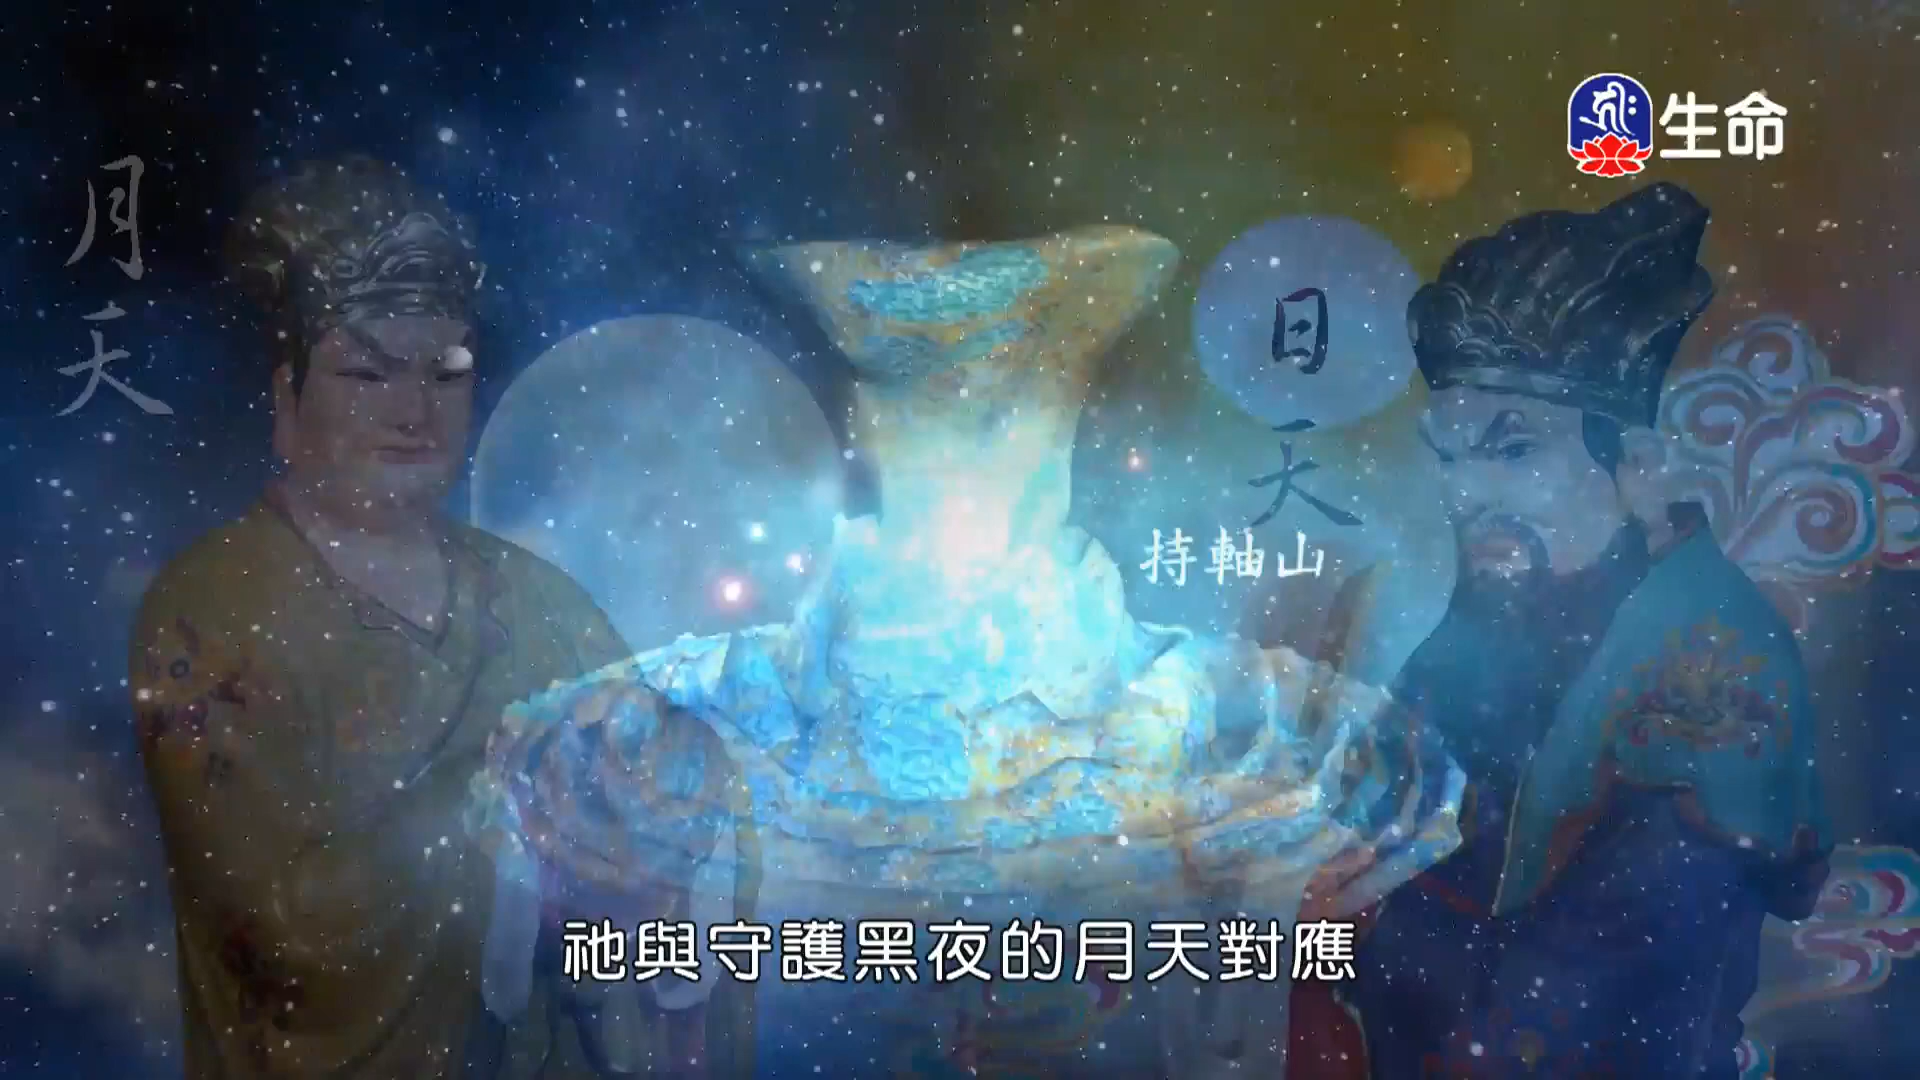 生命
月天
日天
持軸山
祂與守護黑夜的月天對應